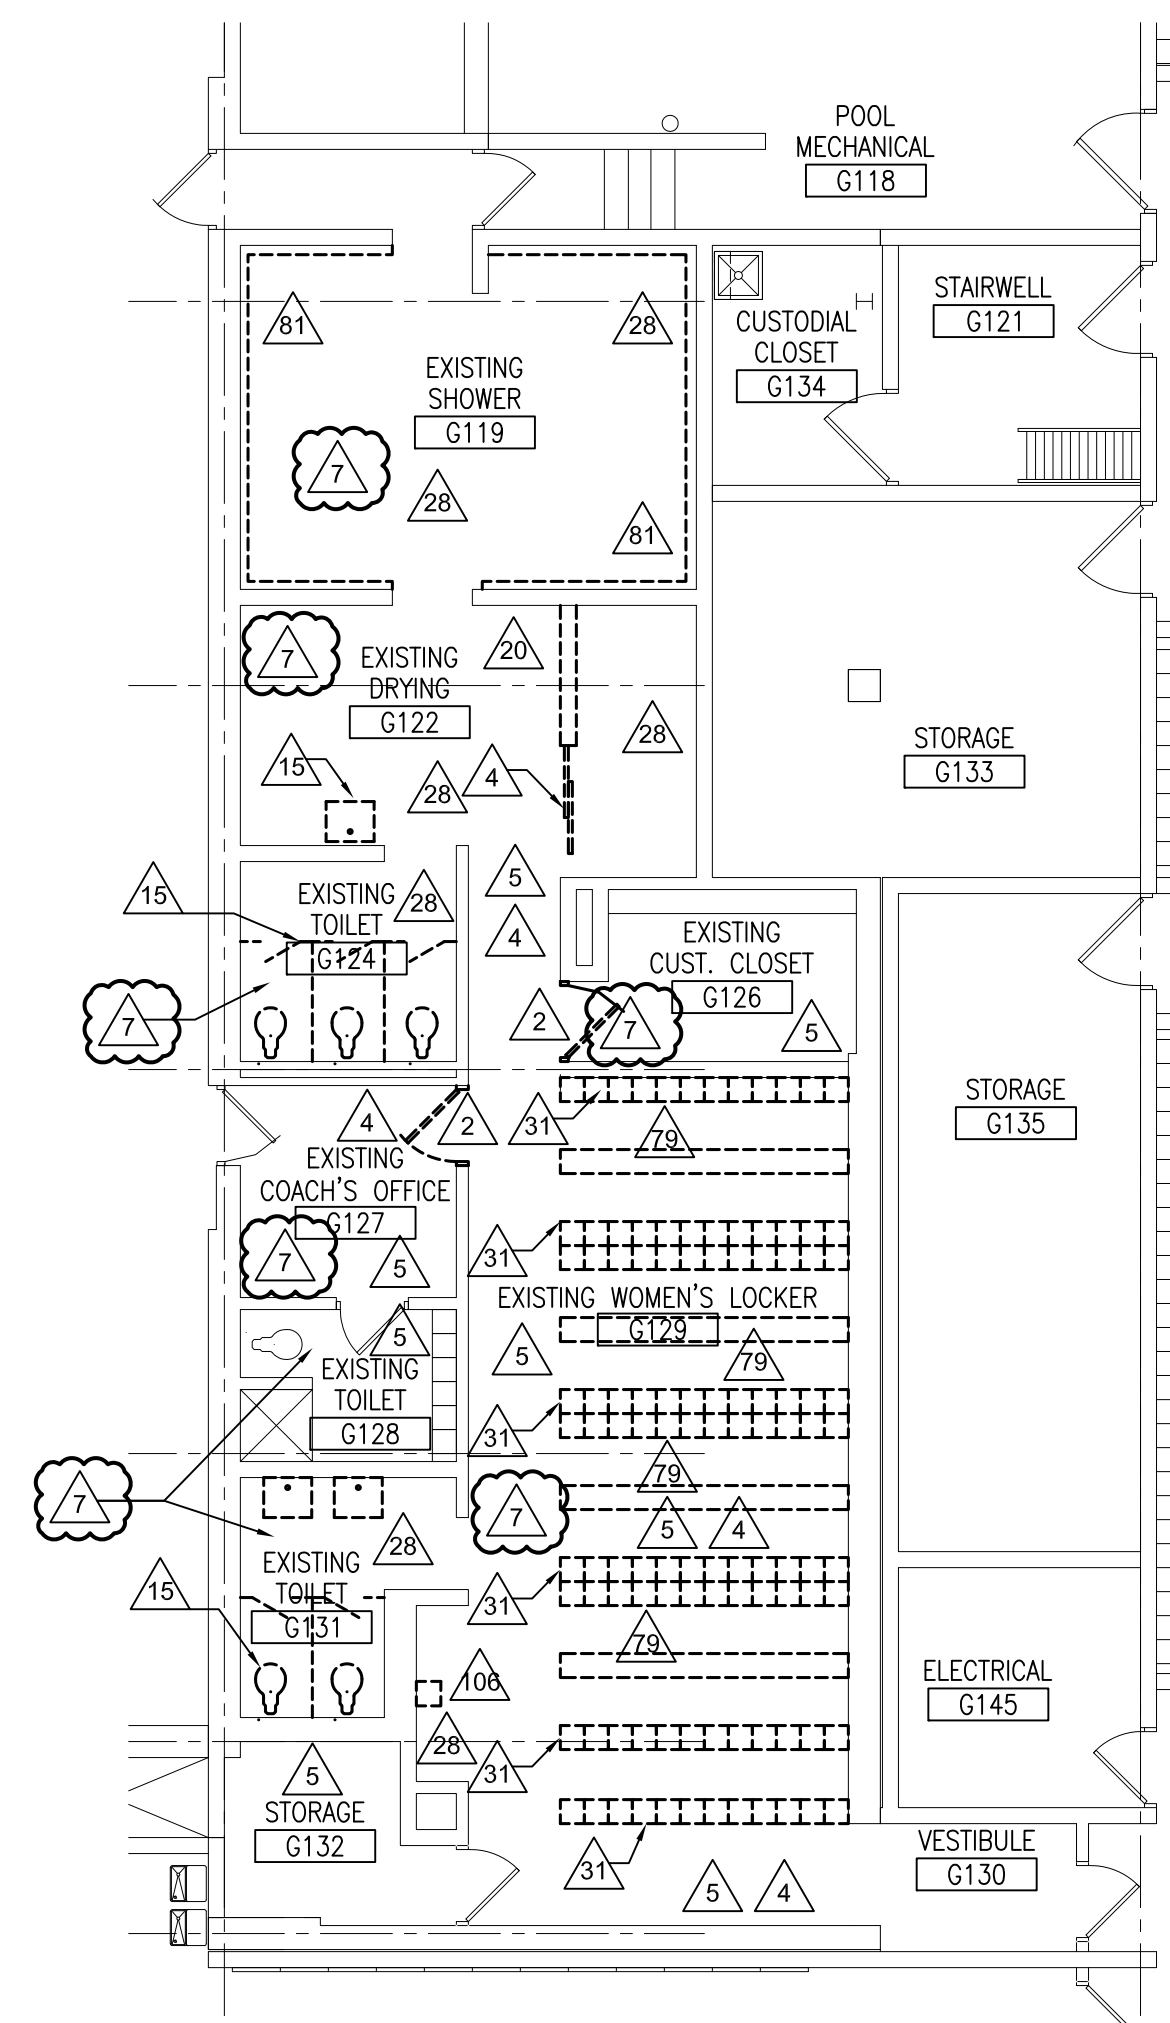 POOL
MECHANICAL
G118
STAIRWELL
G121
81
28
CUSTODIAL
CLOSET
G134
EXISTING
SHOWER
G119
7
28
81
7
20
EXISTING
DRYING
G122
28
STORAGE
G133
15
4
28
5
15
EXISTING
TOILET
G124
28
4
EXISTING
CUST. CLOSET
G126
7
2
7
5
STORAGE
G135
4
2
31
79
EXISTING
COACH'S OFFICE
G127
7
5
31
EXISTING WOMEN'S LOCKER
G129
5
5
79
EXISTING
TOILET
G128
31
79
7
7
5
4
28
EXISTING
TOILET
G131
15
31
79
106
ELECTRICAL
G145
28
31
5
STORAGE
G132
VESTIBULE
G130
31
5
4